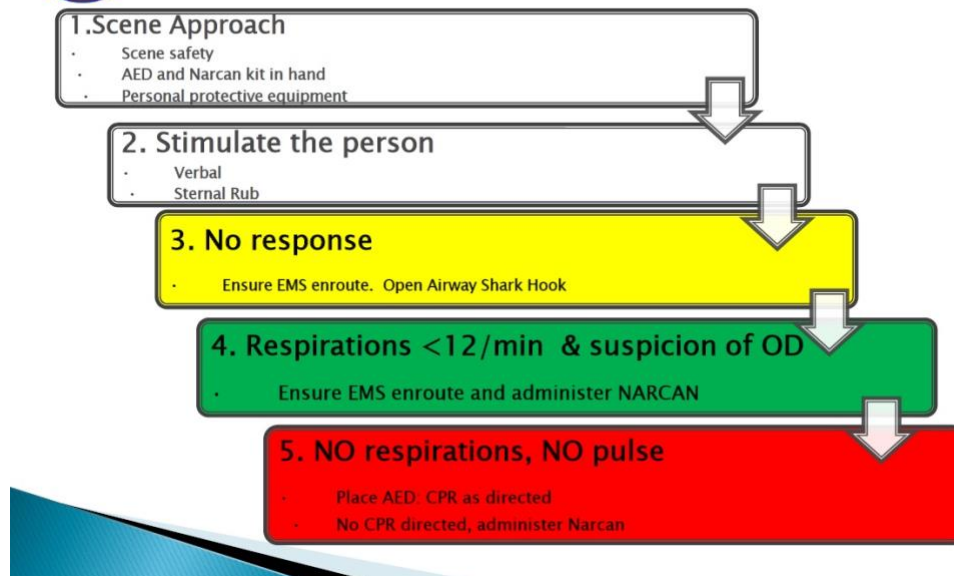 1.Scene Approach
· Scene safety
· AED and Narcan kit in hand
· Personal protective equipment
2. Stimulate the person
· Verbal
· Sternal Rub
3. No response
· Ensure EMS enroute. Open Airway Shark Hook
4. Respirations <12/min & suspicion of OD
· Ensure EMS enroute and administer NARCAN
5. NO respirations, NO pulse
· Place AED: CPR as directed
· No CPR directed, administer Narcan